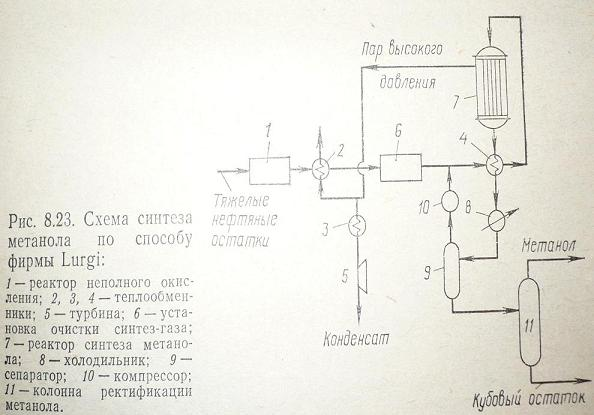 Пар высокого
давления
7
1
2
6
4
Тяжелые
нефтяные
остатки
3
10
8
5
9
Метанол
11
Конденсат
Кубовый остаток
Рис. 8.23. Схема синтеза
метанола по способу
фирмы Lurgi:
1 — реактор неполного окис-
ления; 2, 3, 4 — теплообмен-
ники; 5 — турбина; 6 — уста-
новка очистки синтез-газа;
7 — реактор синтеза метано-
ла; 8 — холодильник; 9 —
сепаратор; 10 — компрессор;
11 — колонна ректификации
метанола.